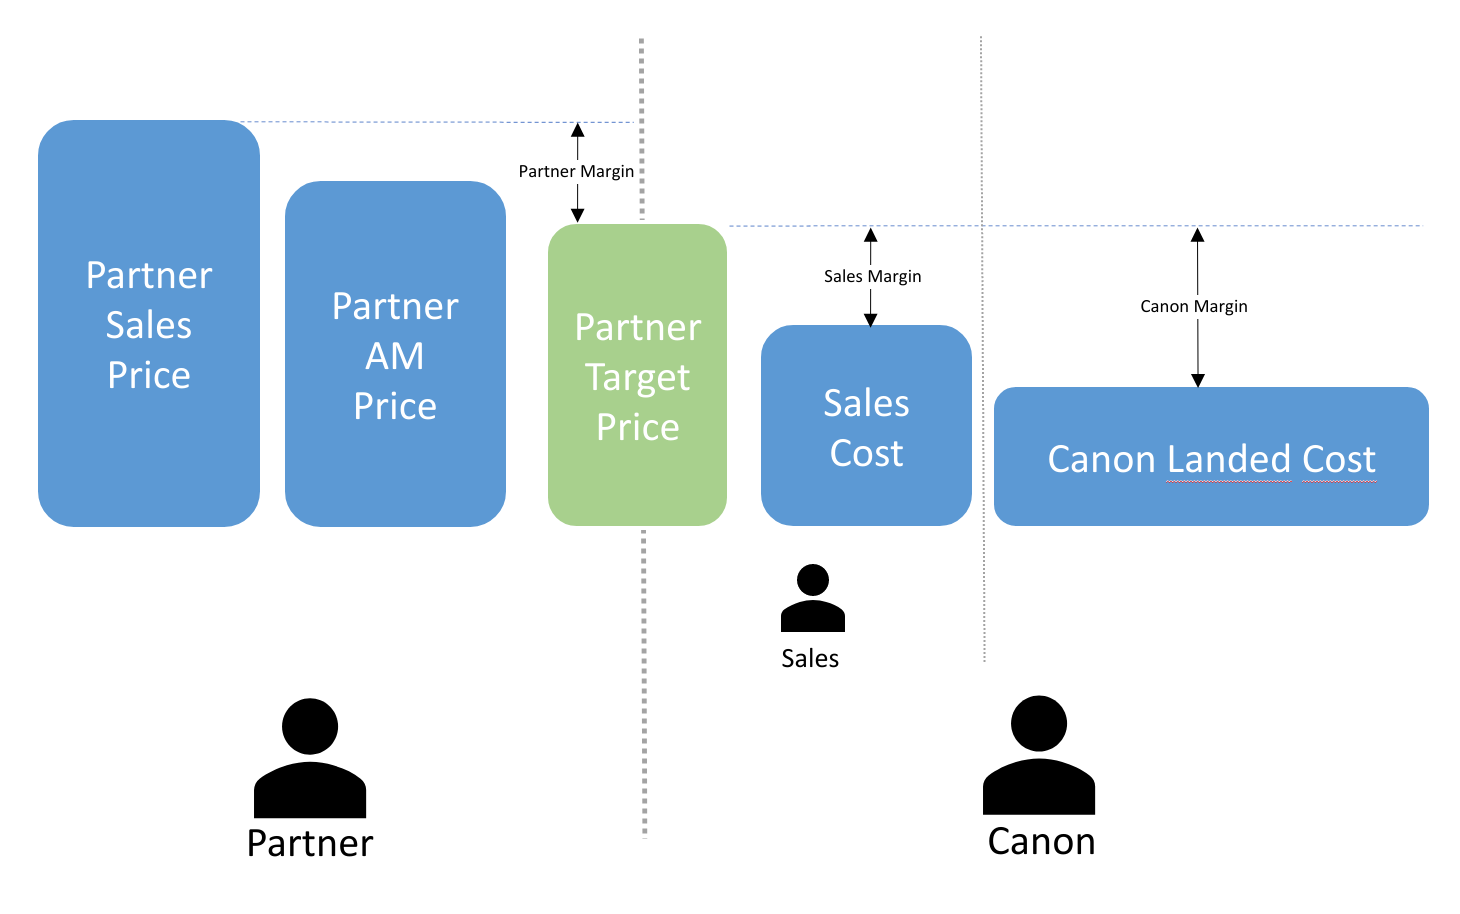 Partner Margin
Partner
Sales
Price
Partner
AM
Price
Partner
Target
Price
Sales Margin
Sales
Cost
Canon Margin
Canon Landed Cost
Sales
Partner
Canon